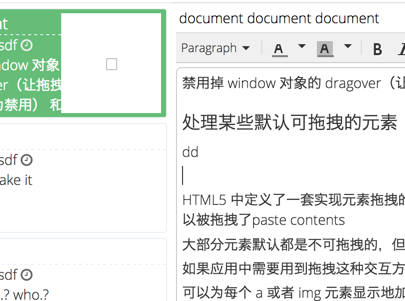 nt
sdf
ndow 对象
er（让拖拽
为禁用） 和
sdf
ake it
sdf
.? who.?
document document document
Paragraph A A B
禁用掉 window 对象的 dragover（让
处理某些默认可拖拽的元素
dd
HTML5 中定义了一套实现元素拖拽的
以被拖拽了paste contents
大部分元素默认都是不可拖拽的，但
如果应用中需要用到拖拽这种交互方
可以为每个 a 或者 img 元素显示地加